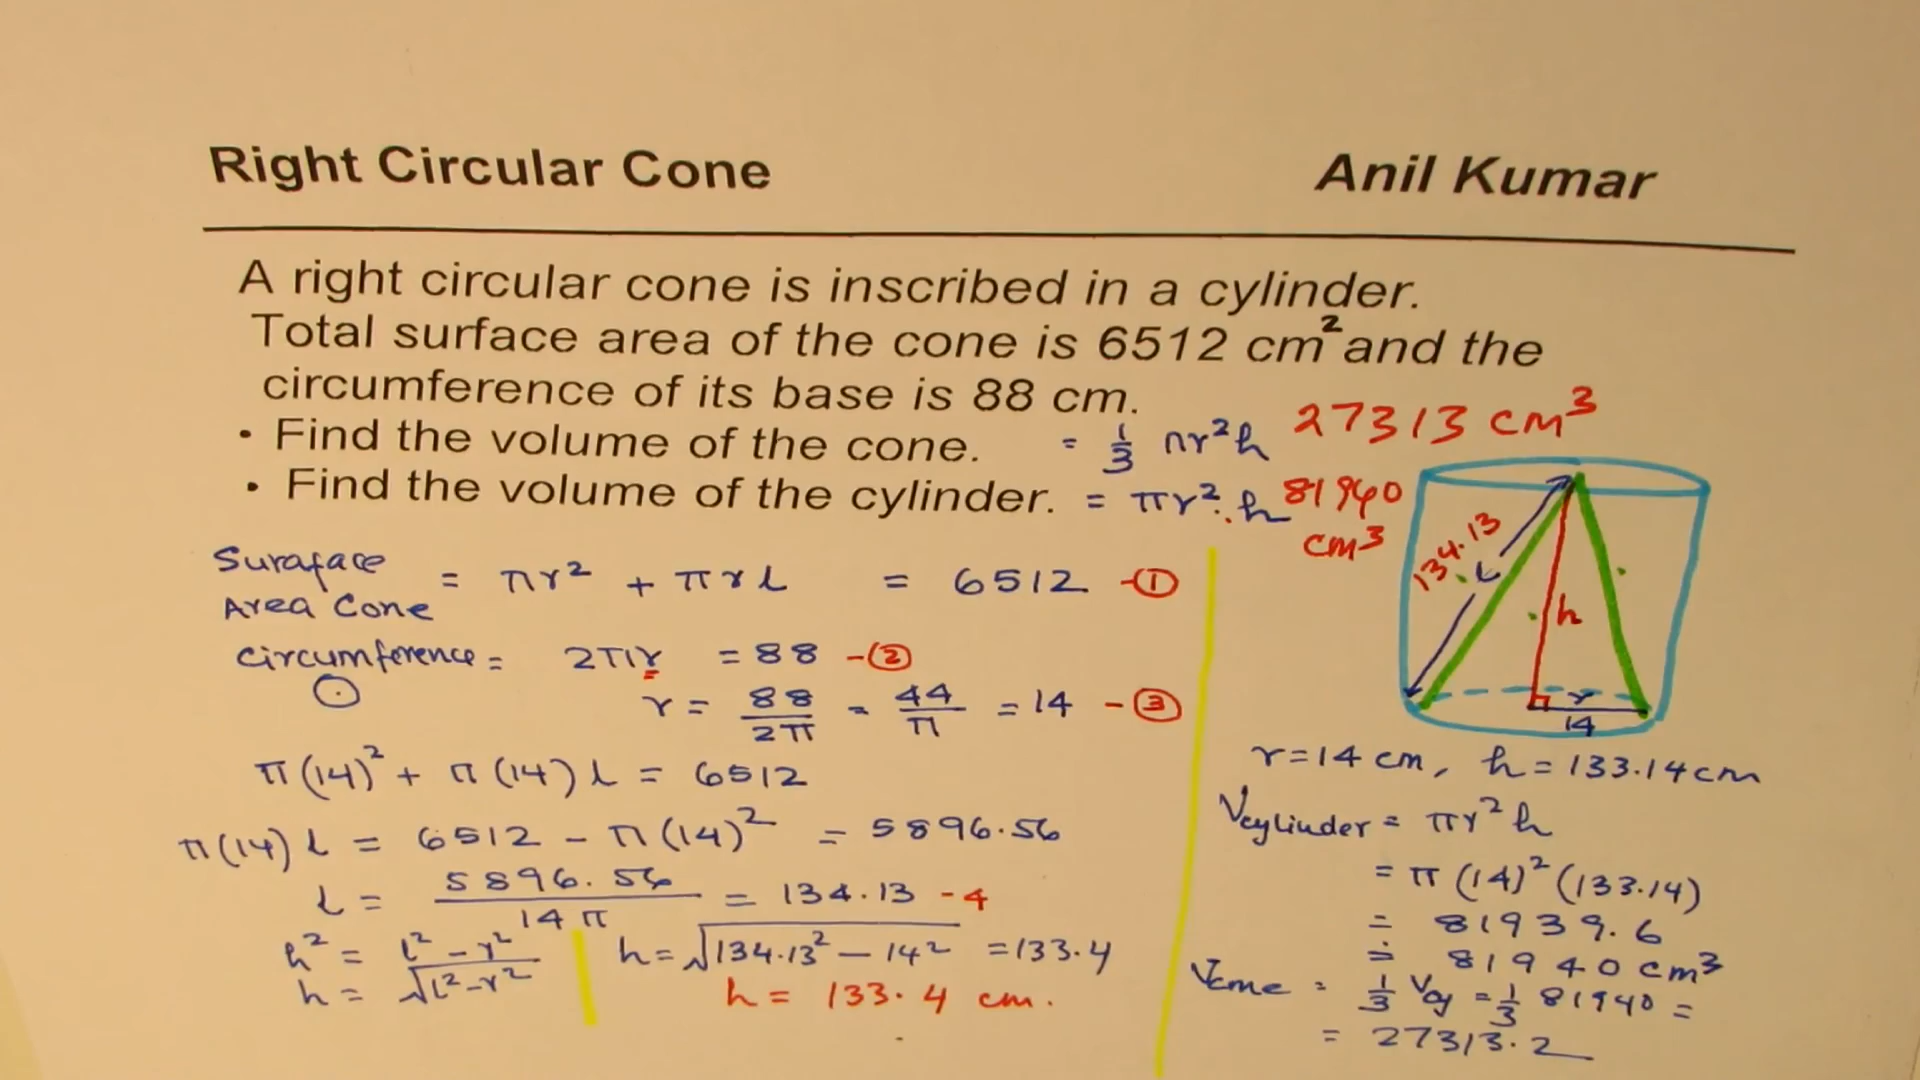 Right Circular Cone
Anil Kumar
A right circular cone is inscribed in a cylinder.
Total surface area of the cone is 6512 cm² and the
circumference of its base is 88 cm.
• Find the volume of the cone. = 1/3 πr²h 27313 cm³
• Find the volume of the cylinder. = πr².h 81940 cm³
Suraface Area Cone = πr² + πrl = 6512 -①
Circumference = 2πr = 88 -②
r = 88/2π = 44/π = 14 -③
π(14)² + π(14)l = 6512
π(14)l = 6512 - π(14)² = 5896.56
l = 5896.56/14π = 134.13 -4
h² = l² - r²
h = √l²-r²
h = √134.13² - 14² = 133.4
h = 133.4 cm.
134.13
l
h
r
14
r = 14 cm, h = 133.14 cm
Vcylinder = πr²h
= π(14)²(133.14)
= 81939.6
≐ 81940 cm³
Vcone = 1/3 Vcy = 1/3 81940 =
= 27313.2